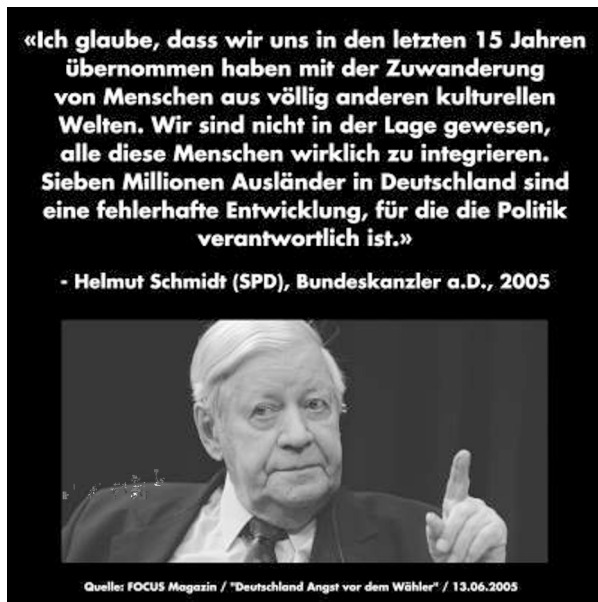 «Ich glaube, dass wir uns in den letzten 15 Jahren
übernommen haben mit der Zuwanderung
von Menschen aus völlig anderen kulturellen
Welten. Wir sind nicht in der Lage gewesen,
alle diese Menschen wirklich zu integrieren.
Sieben Millionen Ausländer in Deutschland sind
eine fehlerhafte Entwicklung, für die die Politik
verantwortlich ist.»
- Helmut Schmidt (SPD), Bundeskanzler a.D., 2005
Quelle: FOCUS Magazin / "Deutschland Angst vor dem Wähler" / 13.06.2005